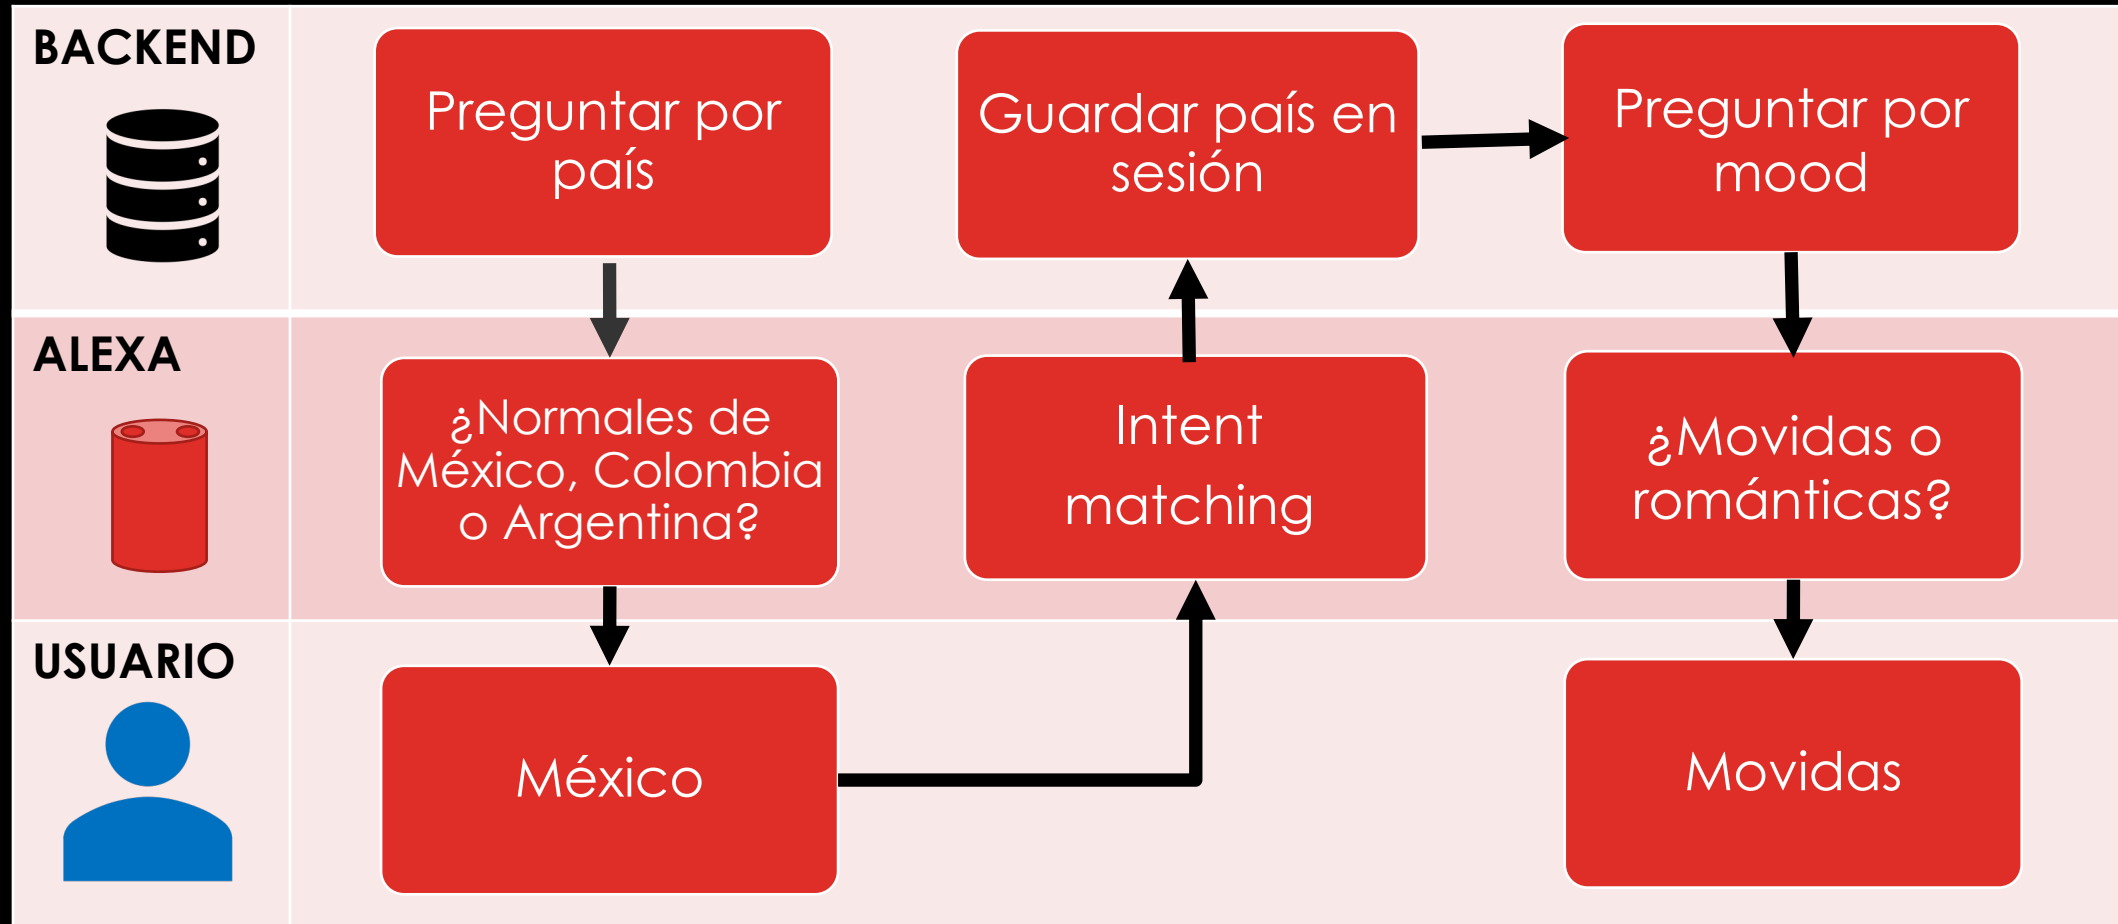 BACKEND
Preguntar por
país
Guardar país en
sesión
Preguntar por
mood
ALEXA
¿Normales de
México, Colombia
o Argentina?
Intent
matching
¿Movidas o
románticas?
USUARIO
México
Movidas